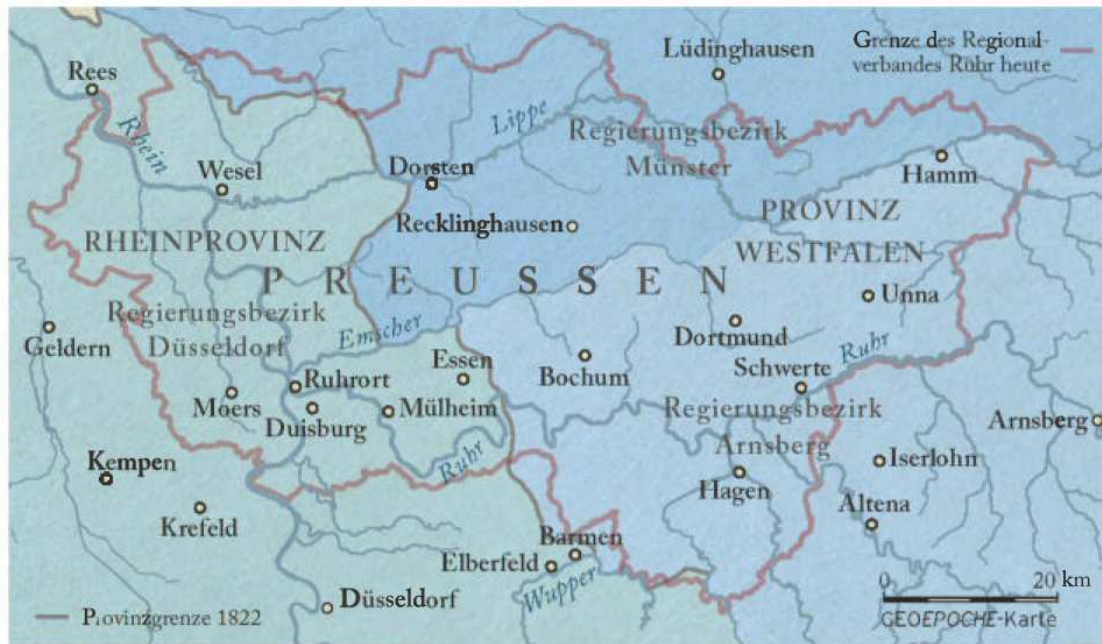 Lüdinghausen
Grenze des Regional-
verbandes Ruhr heute
Rees
Rhein
Lippe
Regierungsbezirk
Münster
Wesel
Dorsten
Hamm
Recklinghausen
PROVINZ
WESTFALEN
RHEINPROVINZ
PREUSSEN
Unna
Regierungsbezirk
Düsseldorf
Geldern
Emscher
Dortmund
Essen
Bochum
Schwerte
Ruhr
Ruhrort
Moers
Mülheim
Duisburg
Regierungsbezirk
Arnsberg
Arnsberg
Kempen
Ruhr
Hagen
Iserlohn
Krefeld
Altena
Barmen
Elberfeld
Wupper
Düsseldorf
0 20 km
Provinzgrenze 1822
GEOEPOCHE-Karte